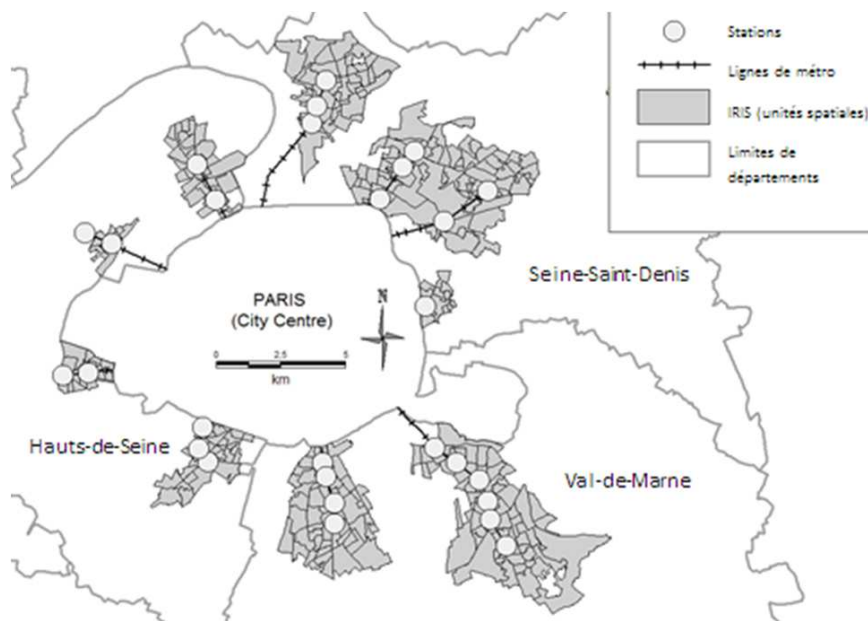 Stations
Lignes de métro
IRIS (unités spatiales)
Limites de
départements
Seine-Saint-Denis
PARIS
(City Centre)
N
0 2.5 5
km
Hauts-de-Seine
Val-de-Marne